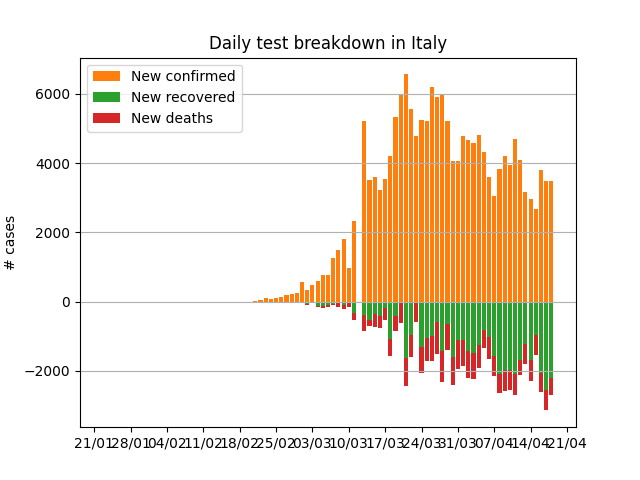 Daily test breakdown in Italy
New confirmed
New recovered
New deaths
# cases
6000
4000
2000
0
−2000
21/01 28/01 04/02 11/02 18/02 25/02 03/03 10/03 17/03 24/03 31/03 07/04 14/04 21/04